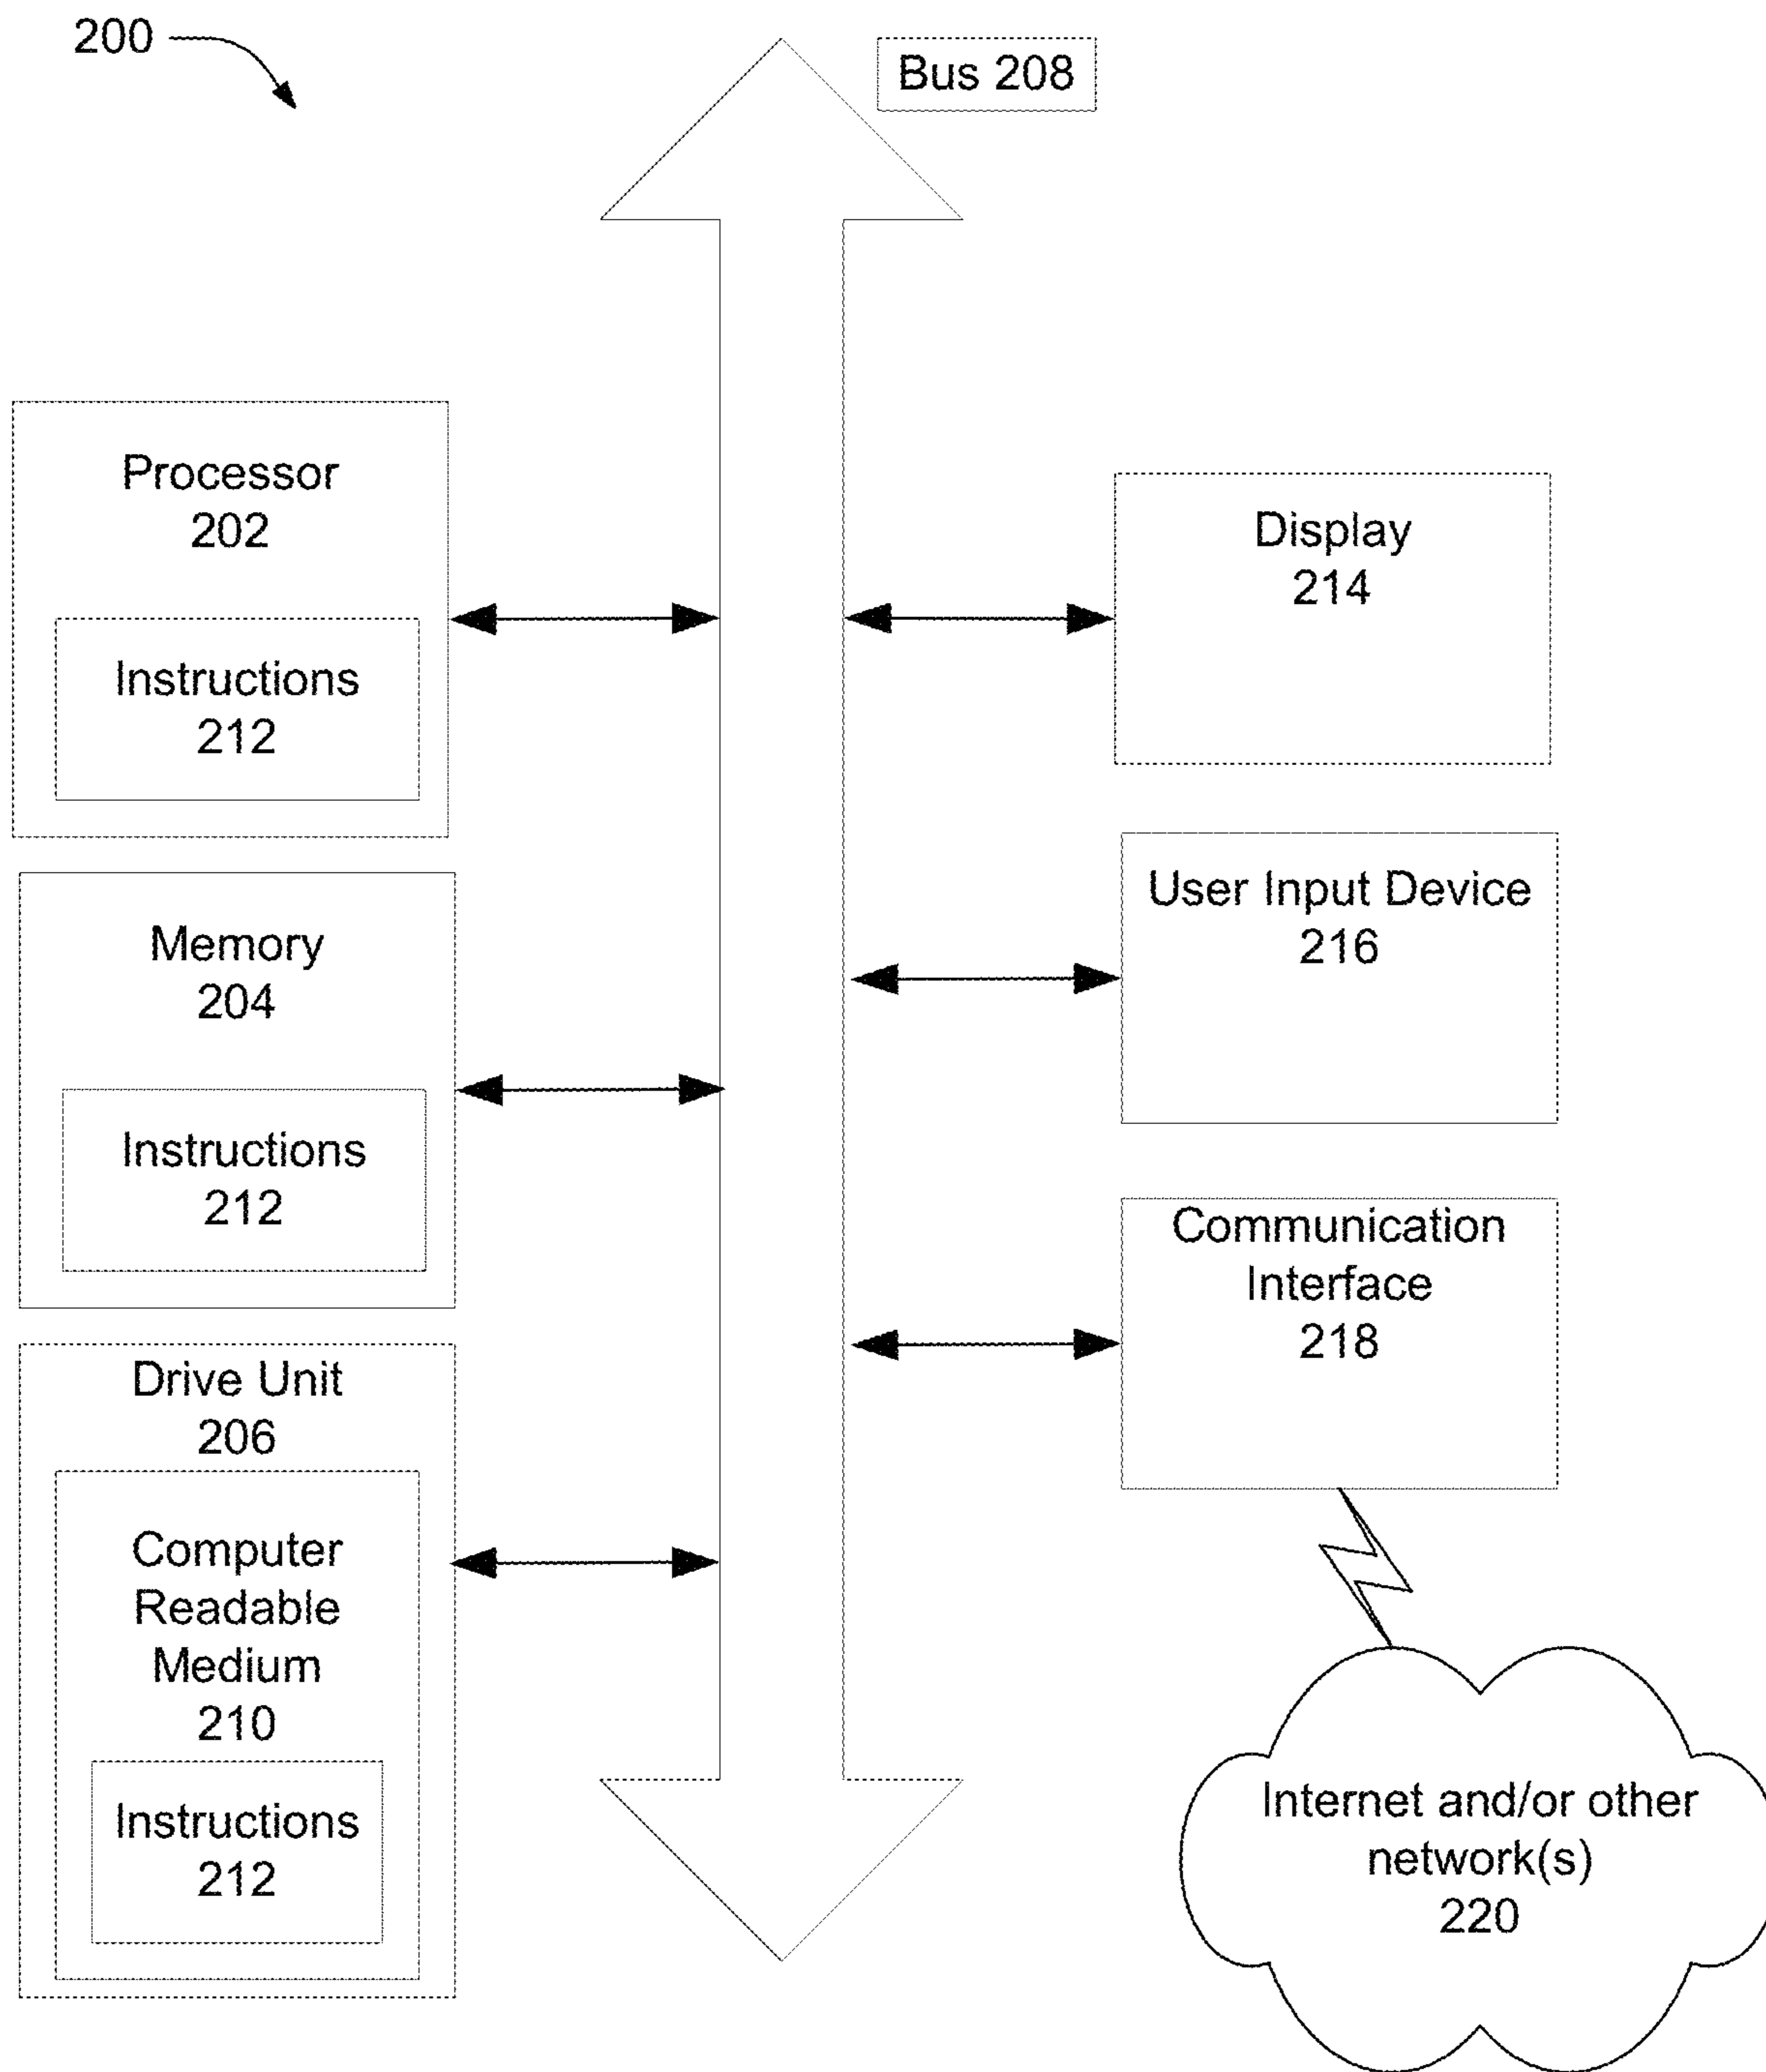 200
Bus 208
Processor
202
Instructions
212
Memory
204
Instructions
212
Drive Unit
206
Computer
Readable
Medium
210
Instructions
212
Display
214
User Input Device
216
Communication
Interface
218
Internet and/or other
network(s)
220